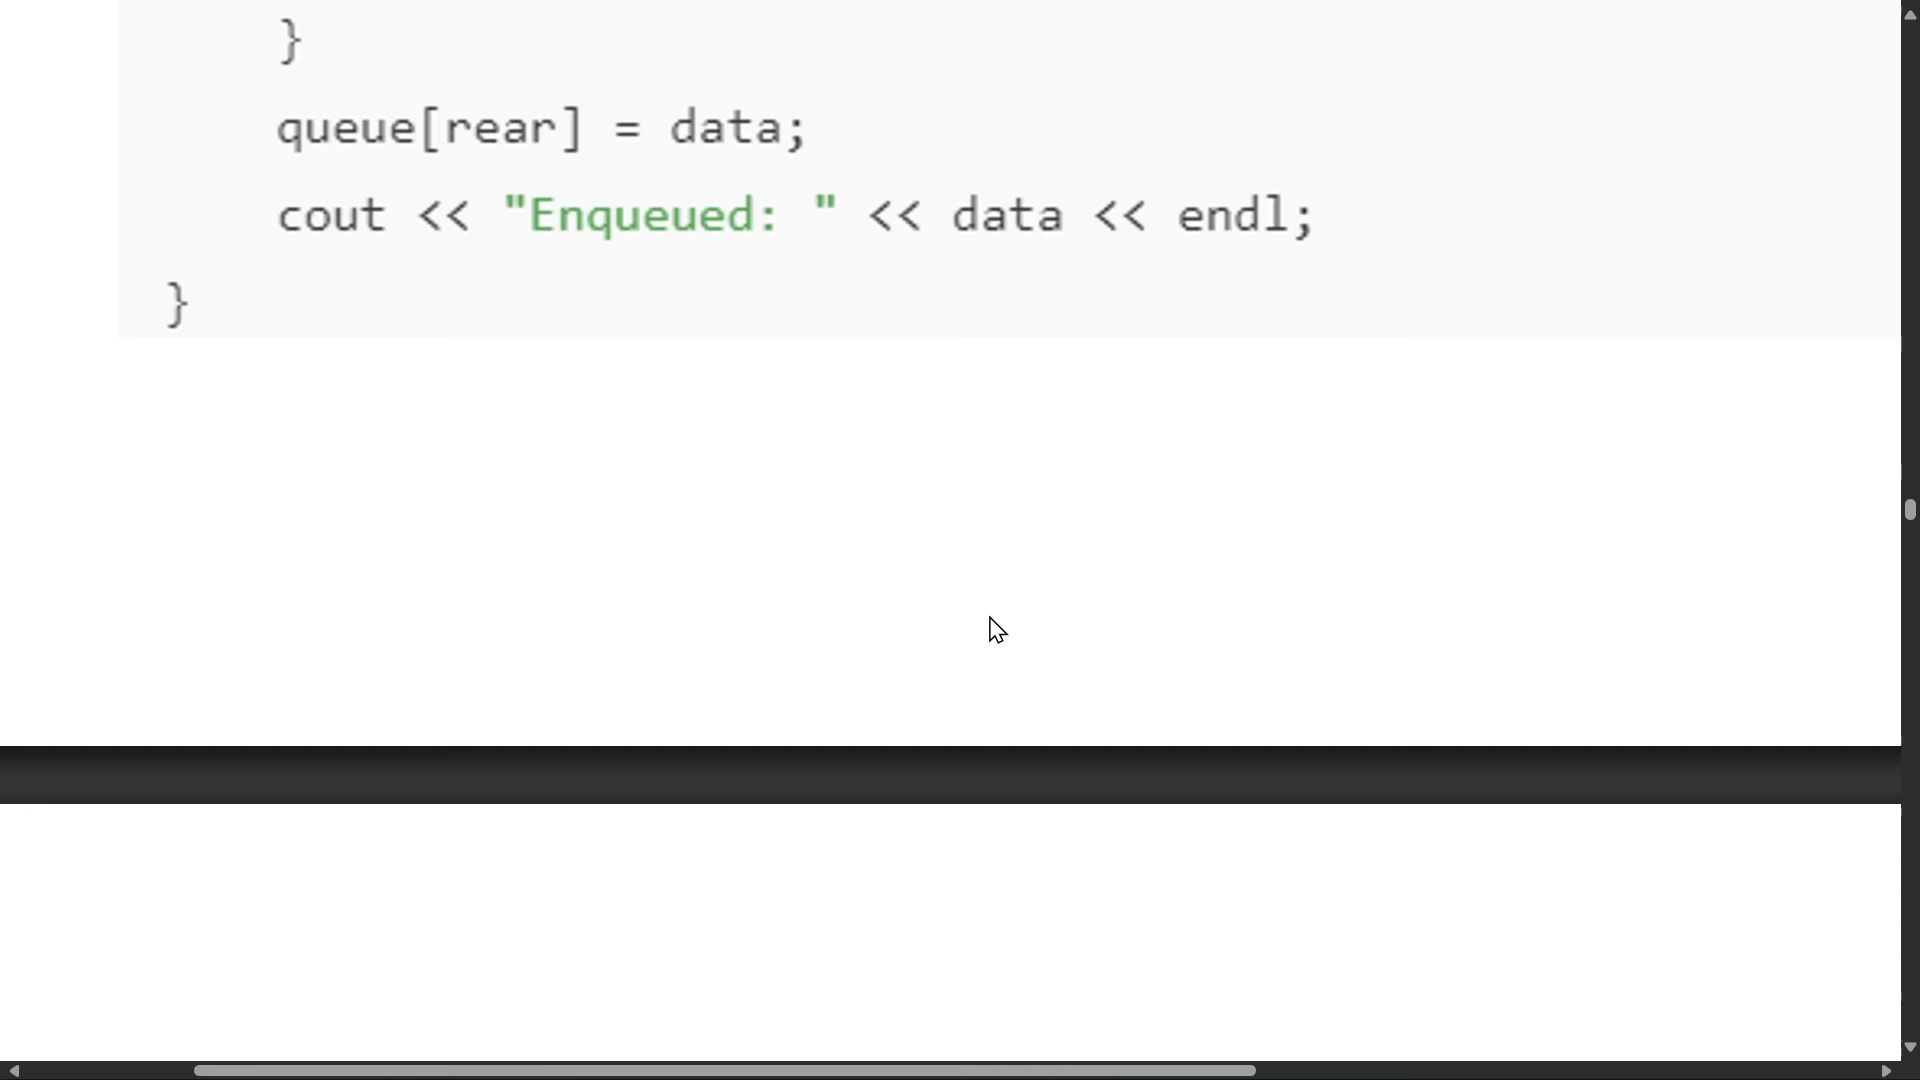 }
queue[rear] = data;
cout << "Enqueued: " << data << endl;
}